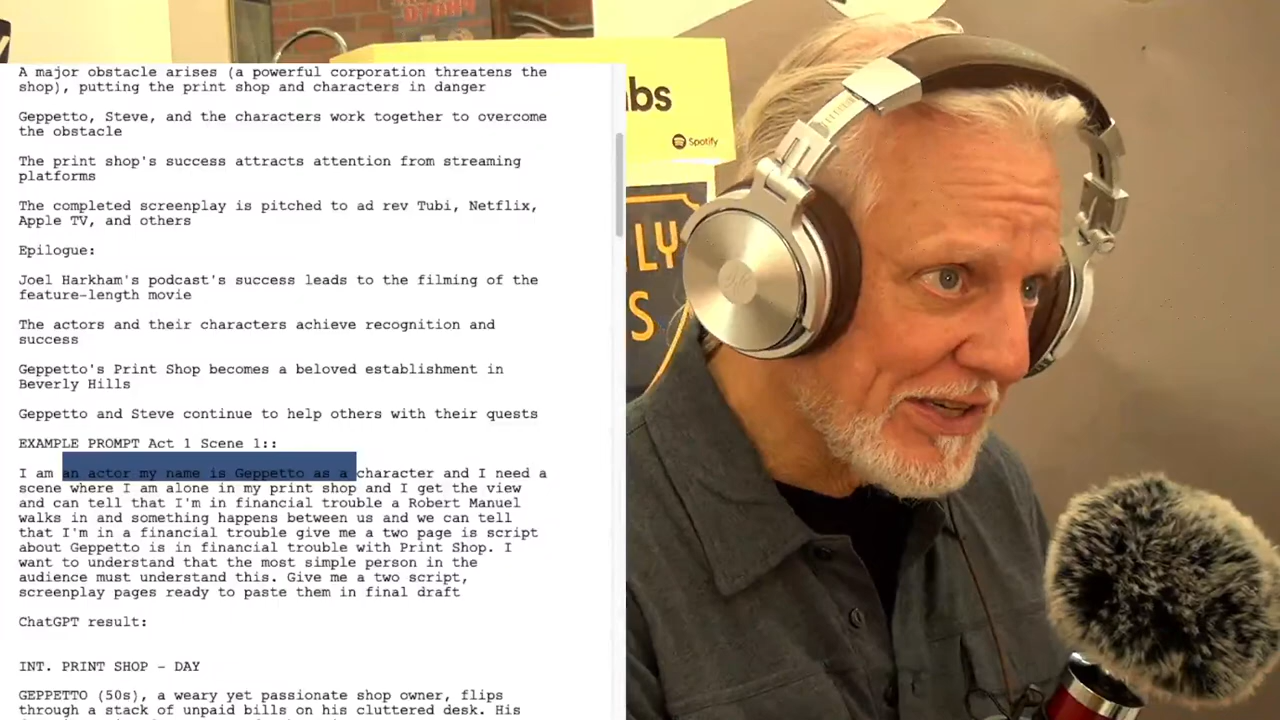 A major obstacle arises (a powerful corporation threatens the
shop), putting the print shop and characters in danger
Geppetto, Steve, and the characters work together to overcome
the obstacle
The print shop's success attracts attention from streaming
platforms
The completed screenplay is pitched to ad rev Tubi, Netflix,
Apple TV, and others
Epilogue:
Joel Harkham's podcast's success leads to the filming of the
feature-length movie
The actors and their characters achieve recognition and
success
Geppetto's Print Shop becomes a beloved establishment in
Beverly Hills
Geppetto and Steve continue to help others with their quests
EXAMPLE PROMPT Act 1 Scene 1::
I am an actor my name is Geppetto as a character and I need a
scene where I am alone in my print shop and I get the view
and can tell that I'm in financial trouble a Robert Manuel
walks in and something happens between us and we can tell
that I'm in a financial trouble give me a two page is script
about Geppetto is in financial trouble with Print Shop. I
want to understand that the most simple person in the
audience must understand this. Give me a two script,
screenplay pages ready to paste them in final draft
ChatGPT result:
INT. PRINT SHOP - DAY
GEPPETTO (50s), a weary yet passionate shop owner, flips
through a stack of unpaid bills on his cluttered desk. His
bs
Spotify
LY
S